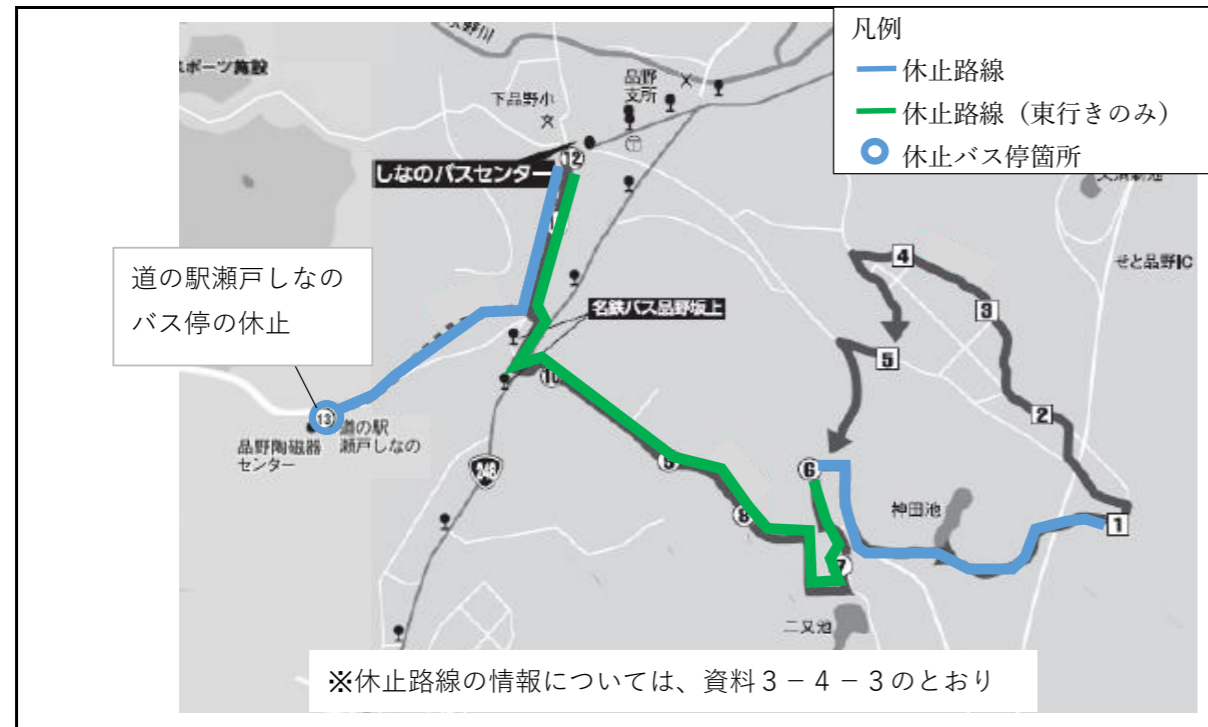 凡例
休止路線
休止路線（東行きのみ）
休止バス停箇所
水野川
スポーツ施設
品野
支所
下品野小
12
しなのバスセンター
4
せと品野IC
道の駅瀬戸しなの
バス停の休止
3
名鉄バス品野坂上
5
10
2
13
道の駅
瀬戸しなの
品野陶磁器
センター
248
9
6
8
神田池
1
7
二又池
※休止路線の情報については、資料３－４－３のとおり